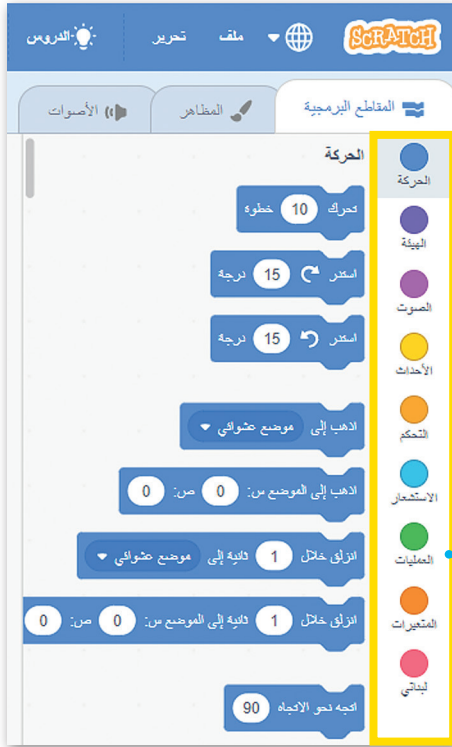 SCRATCH ملف تحرير الدروس
المقاطع البرمجية المظاهر الأصوات
الحركة
الهيئة
الصوت
الأحداث
التحكم
الاستشعار
العمليات
المتغيرات
لبناتي
الحركة
تحرك 10 خطوة
استدر 15 درجة
استدر 15 درجة
اذهب إلى موضع عشوائي
اذهب إلى الموضع س: 0 ص: 0
انزلق خلال 1 ثانية إلى موضع عشوائي
انزلق خلال 1 ثانية إلى الموضع س: 0 ص: 0
اتجه نحو الاتجاه 90